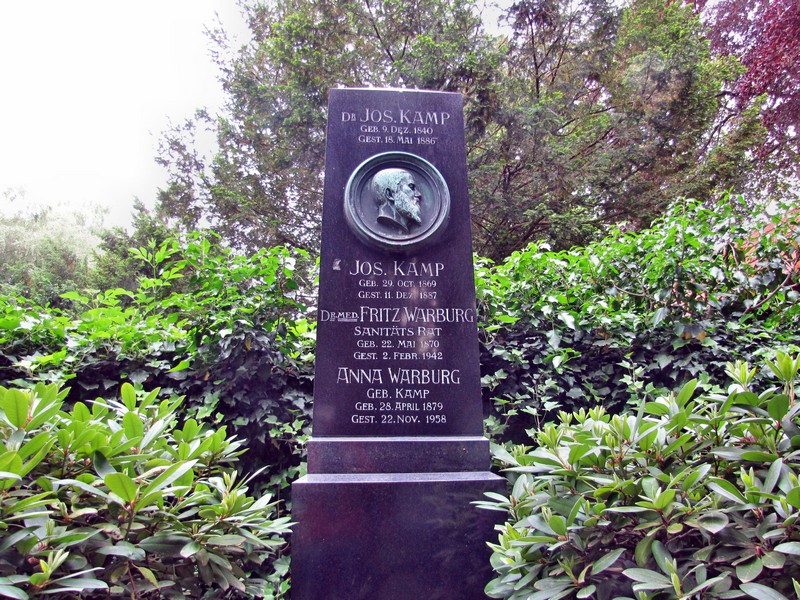 DR JOS. KAMP
GEB. 9. DEZ. 1840
GEST. 18. MAI 1886
JOS. KAMP
GEB. 29. OCT. 1869
GEST. 11. DEZ. 1887
DR. MED. FRITZ WARBURG
SANITÄTS RAT
GEB. 22. MAI 1870
GEST. 2. FEBR. 1942
ANNA WARBURG
GEB. KAMP
GEB. 28. APRIL 1879
GEST. 22. NOV. 1958